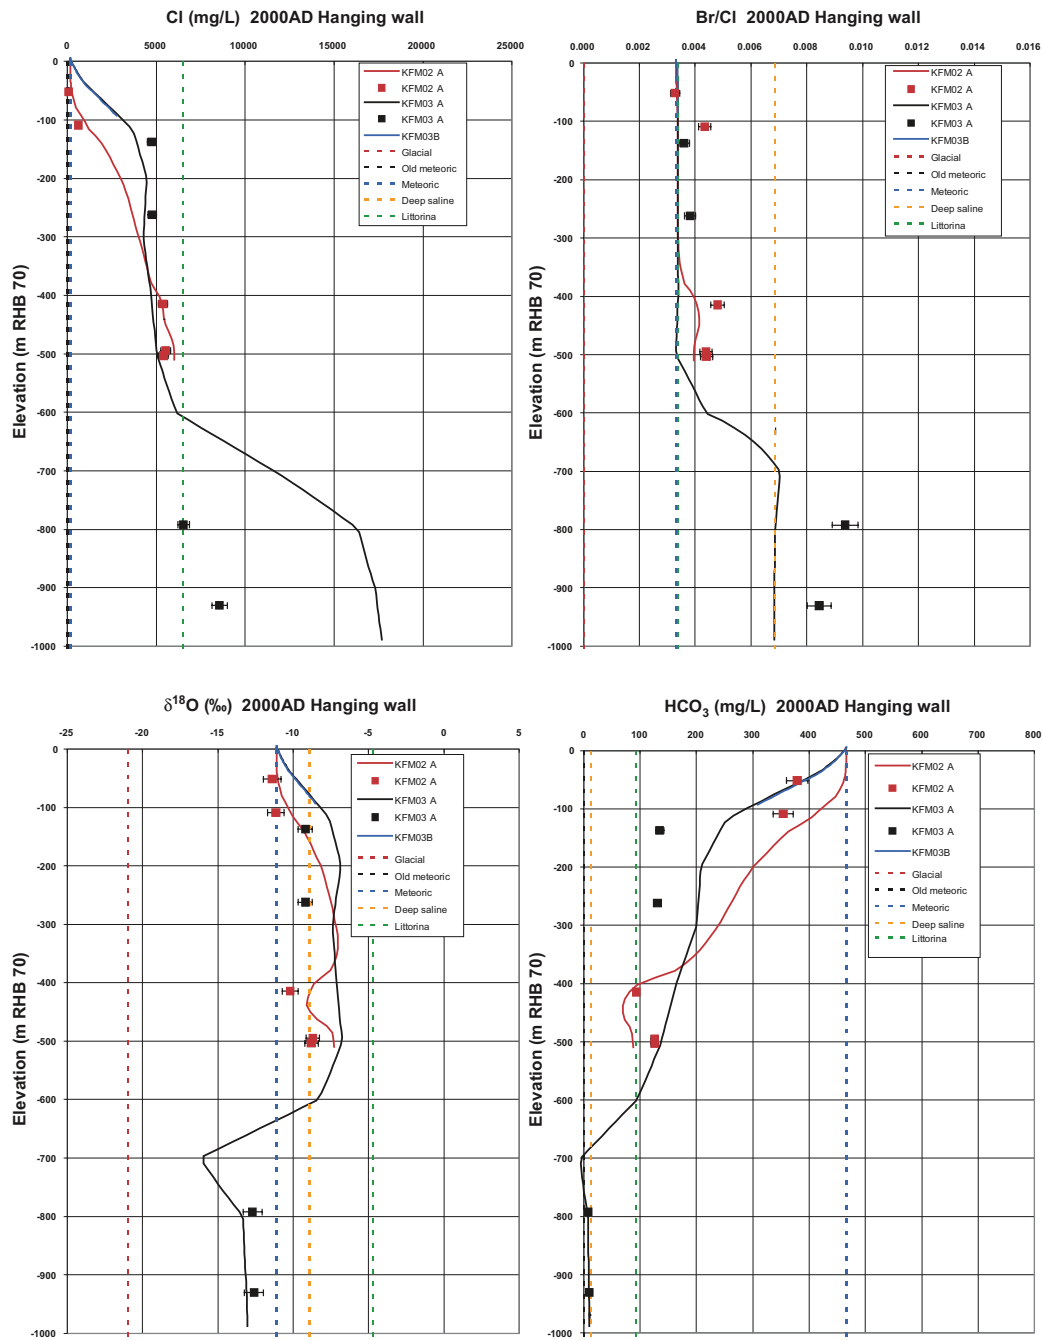 Cl (mg/L)  2000AD Hanging wall
0 5000 10000 15000 20000 25000
0
-100
-200
-300
-400
-500
-600
-700
-800
-900
-1000
Elevation (m RHB 70)
KFM02 A
KFM02 A
KFM03 A
KFM03 A
KFM03B
Glacial
Old meteoric
Meteoric
Deep saline
Littorina
Br/Cl  2000AD Hanging wall
0.000 0.002 0.004 0.006 0.008 0.010 0.012 0.014 0.016
0
-100
-200
-300
-400
-500
-600
-700
-800
-900
-1000
Elevation (m RHB 70)
KFM02 A
KFM02 A
KFM03 A
KFM03 A
KFM03B
Glacial
Old meteoric
Meteoric
Deep saline
Littorina
δ18O (‰)  2000AD Hanging wall
-25 -20 -15 -10 -5 0 5
0
-100
-200
-300
-400
-500
-600
-700
-800
-900
-1000
Elevation (m RHB 70)
KFM02 A
KFM02 A
KFM03 A
KFM03 A
KFM03B
Glacial
Old meteoric
Meteoric
Deep saline
Littorina
HCO3 (mg/L)  2000AD Hanging wall
0 100 200 300 400 500 600 700 800
0
-100
-200
-300
-400
-500
-600
-700
-800
-900
-1000
Elevation (m RHB 70)
KFM02 A
KFM02 A
KFM03 A
KFM03 A
KFM03B
Glacial
Old meteoric
Meteoric
Deep saline
Littorina